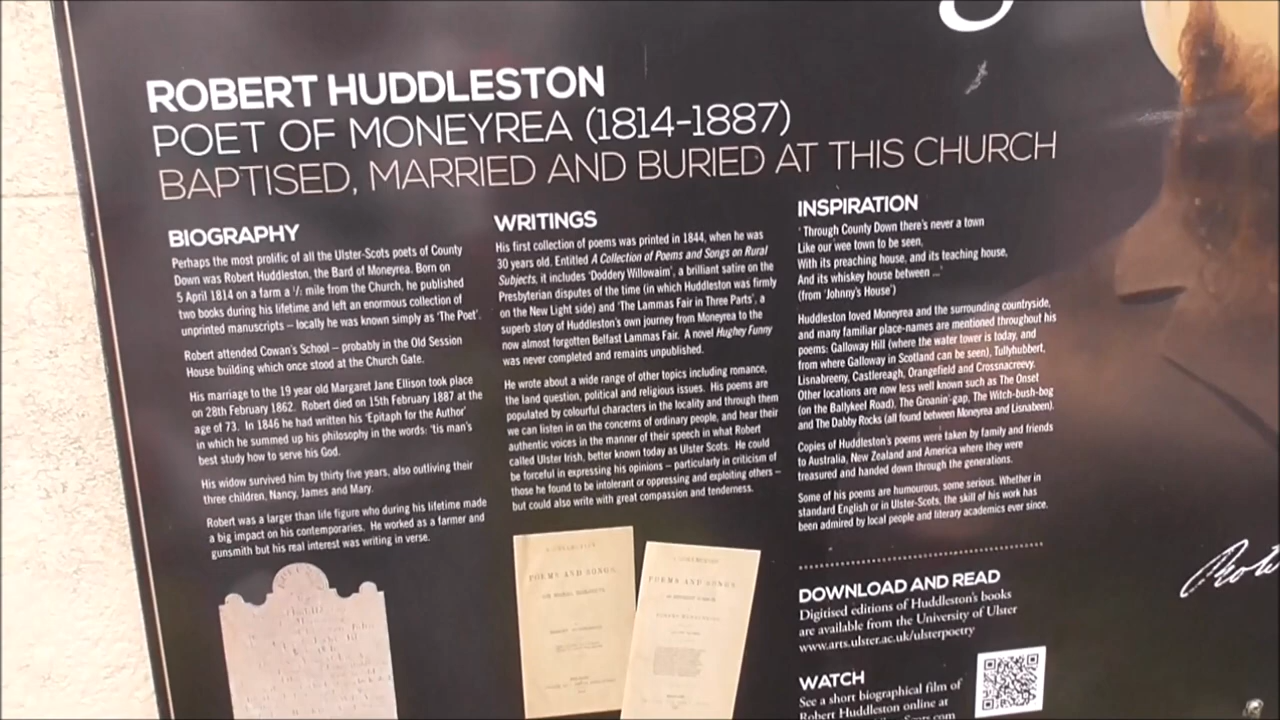 ROBERT HUDDLESTON
POET OF MONEYREA (1814-1887)
BAPTISED, MARRIED AND BURIED AT THIS CHURCH
BIOGRAPHY
Perhaps the most prolific of all the Ulster-Scots poets of County
Down was Robert Huddleston, the Bard of Moneyrea. Born on
5 April 1814 on a farm a ½ mile from the Church, he published
two books during his lifetime and left an enormous collection of
unprinted manuscripts – locally he was known simply as 'The Poet'.
Robert attended Cowan's School – probably in the Old Session
House building which once stood at the Church Gate.
His marriage to the 19 year old Margaret Jane Ellison took place
on 28th February 1862. Robert died on 15th February 1887 at the
age of 73. In 1846 he had written his 'Epitaph for the Author'
in which he summed up his philosophy in the words: 'tis man's
best study how to serve his God.
His widow survived him by thirty five years, also outliving their
three children, Nancy, James and Mary.
Robert was a larger than life figure who during his lifetime made
a big impact on his contemporaries. He worked as a farmer and
gunsmith but his real interest was writing in verse.
WRITINGS
His first collection of poems was printed in 1844, when he was
30 years old. Entitled A Collection of Poems and Songs on Rural
Subjects, it includes 'Doddery Willowaim', a brilliant satire on the
Presbyterian disputes of the time (in which Huddleston was firmly
on the New Light side) and 'The Lammas Fair in Three Parts', a
superb story of Huddleston's own journey from Moneyrea to the
now almost forgotten Belfast Lammas Fair. A novel Hughey Funny
was never completed and remains unpublished.
He wrote about a wide range of other topics including romance,
the land question, political and religious issues. His poems are
populated by colourful characters in the locality and through them
we can listen in on the concerns of ordinary people, and hear their
authentic voices in the manner of their speech in what Robert
called Ulster Irish, better known today as Ulster Scots. He could
be forceful in expressing his opinions – particularly in criticism of
those he found to be intolerant or oppressing and exploiting others –
but could also write with great compassion and tenderness.
POEMS AND SONGS,
POEMS AND SONGS,
INSPIRATION
' Through County Down there's never a town
Like our wee town to be seen,
With its preaching house, and its teaching house,
And its whiskey house between ...'
(from 'Johnny's House')
Huddleston loved Moneyrea and the surrounding countryside,
and many familiar place-names are mentioned throughout his
poems: Galloway Hill (where the water tower is today, and
from where Galloway in Scotland can be seen), Tullyhubbert,
Lisnabreeny, Castlereagh, Orangefield and Crossnacreevy.
Other locations are now less well known such as The Onset
(on the Ballykeel Road), The Groanin'-gap, The Witch-bush-bog
and The Dabby Rocks (all found between Moneyrea and Lisnabeen).
Copies of Huddleston's poems were taken by family and friends
to Australia, New Zealand and America where they were
treasured and handed down through the generations.
Some of his poems are humourous, some serious. Whether in
standard English or in Ulster-Scots, the skill of his work has
been admired by local people and literary academics ever since.
DOWNLOAD AND READ
Digitised editions of Huddleston's books
are available from the University of Ulster
www.arts.ulster.ac.uk/ulsterpoetry
WATCH
See a short biographical film of
Robert Huddleston online at